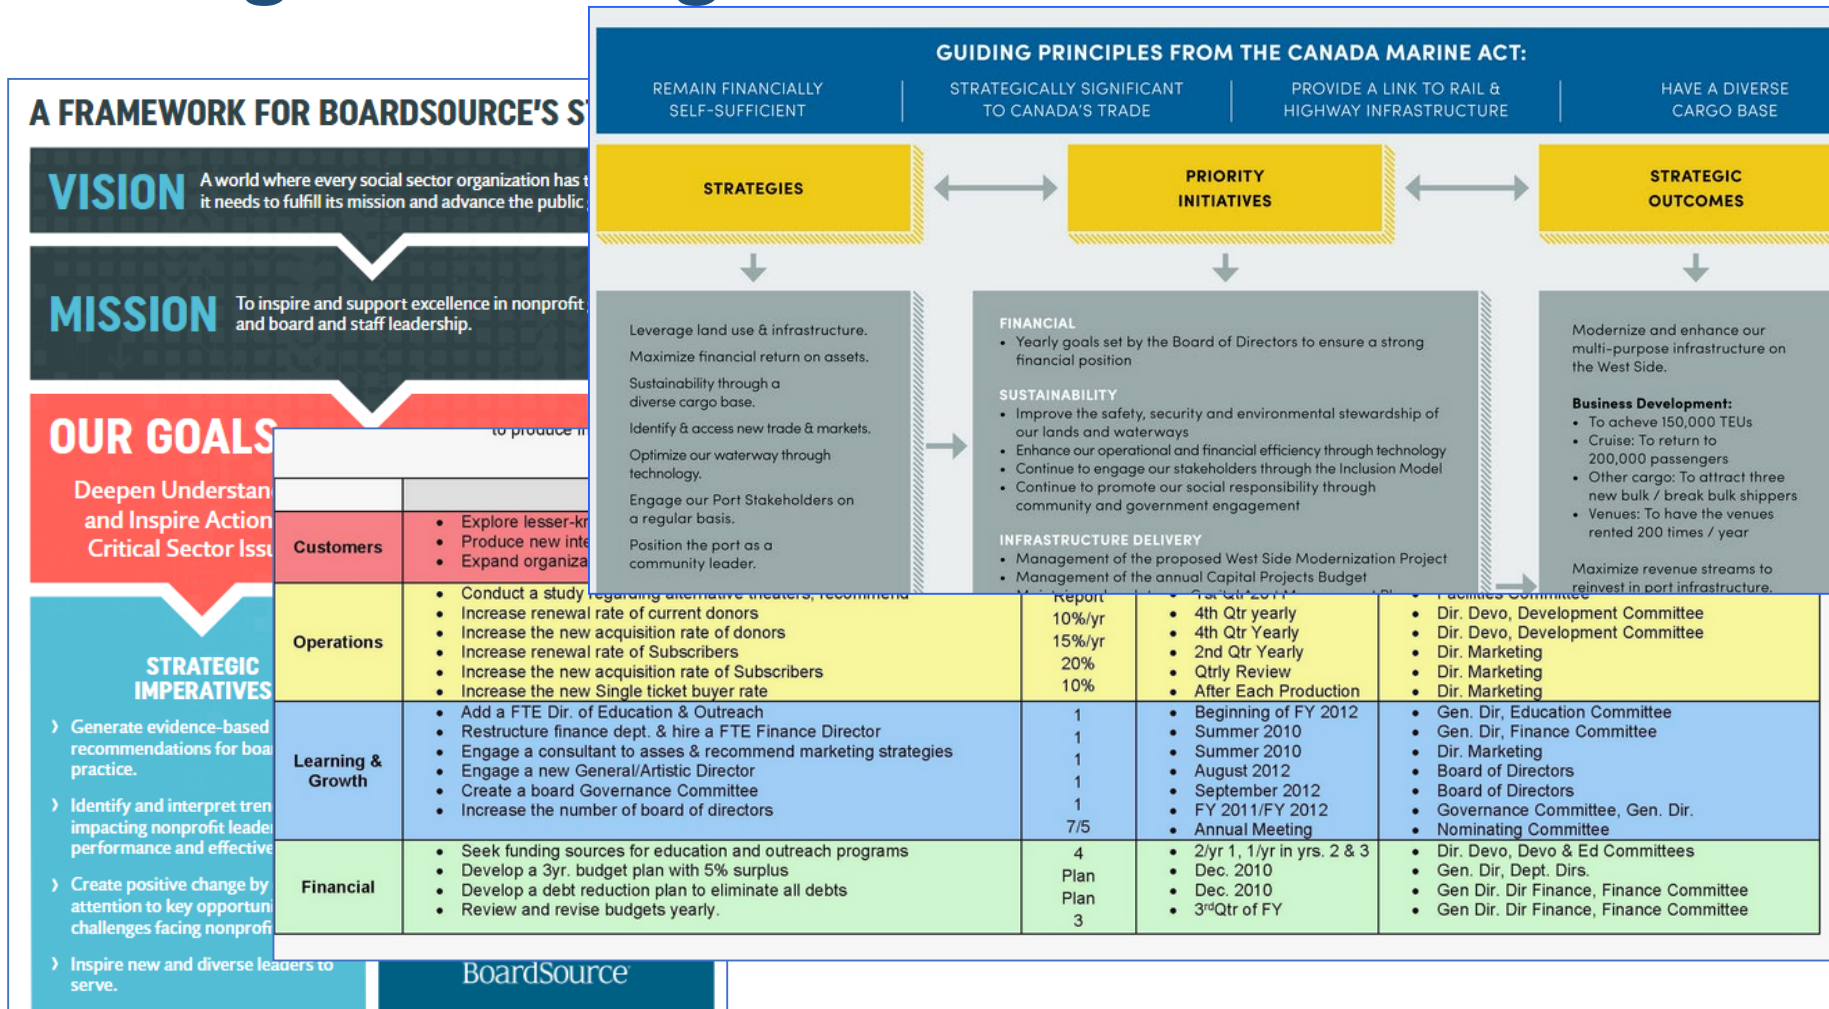 A FRAMEWORK FOR BOARDSOURCE'S
VISION
A world where every social sector organization has
it needs to fulfill its mission and advance the public
MISSION
To inspire and support excellence in nonprofit
and board and staff leadership.
OUR GOALS
Deepen
and Inspire Action
Critical Sector
STRATEGIC
IMPERATIVES
› Generate evidence-based
recommendations for
practice.
› Identify and interpret
impacting nonprofit
performance and
› Create positive change by
attention to key
challenges facing
› Inspire new and diverse leaders to
serve.
BoardSource
GUIDING PRINCIPLES FROM THE CANADA MARINE ACT:
REMAIN FINANCIALLY
SELF-SUFFICIENT
STRATEGICALLY SIGNIFICANT
TO CANADA'S TRADE
PROVIDE A LINK TO RAIL &
HIGHWAY INFRASTRUCTURE
HAVE A DIVERSE
CARGO BASE
STRATEGIES
PRIORITY
INITIATIVES
STRATEGIC
OUTCOMES
Leverage land use & infrastructure.
Maximize financial return on assets.
Sustainability through a
diverse cargo base.
Identify & access new trade & markets.
Optimize our waterway through
technology.
Engage our Port Stakeholders on
a regular basis.
Position the port as a
community leader.
FINANCIAL
• Yearly goals set by the Board of Directors to ensure a strong
financial position
SUSTAINABILITY
• Improve the safety, security and environmental stewardship of
our lands and waterways
• Enhance our operational and financial efficiency through technology
• Continue to engage our stakeholders through the Inclusion Model
• Continue to promote our social responsibility through
community and government engagement
INFRASTRUCTURE DELIVERY
• Management of the proposed West Side Modernization Project
• Management of the annual Capital Projects Budget
Modernize and enhance our
multi-purpose infrastructure on
the West Side.
Business Development:
• To acheve 150,000 TEUs
• Cruise: To return to
200,000 passengers
• Other cargo: To attract three
new bulk / break bulk shippers
• Venues: To have the venues
rented 200 times / year
Maximize revenue streams to
reinvest in port infrastructure.
to produce
Customers
• Explore
• Produce new
• Expand
Operations
• Conduct a study regarding alternative theaters, recommend
• Increase renewal rate of current donors
• Increase the new acquisition rate of donors
• Increase renewal rate of Subscribers
• Increase the new acquisition rate of Subscribers
• Increase the new Single ticket buyer rate
Report
10%/yr
15%/yr
20%
10%
• 4th Qtr yearly
• 4th Qtr Yearly
• 2nd Qtr Yearly
• Qtrly Review
• After Each Production
• Facilities Committee
• Dir. Devo, Development Committee
• Dir. Devo, Development Committee
• Dir. Marketing
• Dir. Marketing
• Dir. Marketing
Learning &
Growth
• Add a FTE Dir. of Education & Outreach
• Restructure finance dept. & hire a FTE Finance Director
• Engage a consultant to asses & recommend marketing strategies
• Engage a new General/Artistic Director
• Create a board Governance Committee
• Increase the number of board of directors
1
1
1
1
1
7/5
• Beginning of FY 2012
• Summer 2010
• Summer 2010
• August 2012
• September 2012
• FY 2011/FY 2012
• Annual Meeting
• Gen. Dir, Education Committee
• Gen. Dir, Finance Committee
• Dir. Marketing
• Board of Directors
• Board of Directors
• Governance Committee, Gen. Dir.
• Nominating Committee
Financial
• Seek funding sources for education and outreach programs
• Develop a 3yr. budget plan with 5% surplus
• Develop a debt reduction plan to eliminate all debts
• Review and revise budgets yearly.
4
Plan
Plan
3
• 2/yr 1, 1/yr in yrs. 2 & 3
• Dec. 2010
• Dec. 2010
• 3rdQtr of FY
• Dir. Devo, Devo & Ed Committees
• Gen. Dir, Dept. Dirs.
• Gen Dir. Dir Finance, Finance Committee
• Gen Dir. Dir Finance, Finance Committee